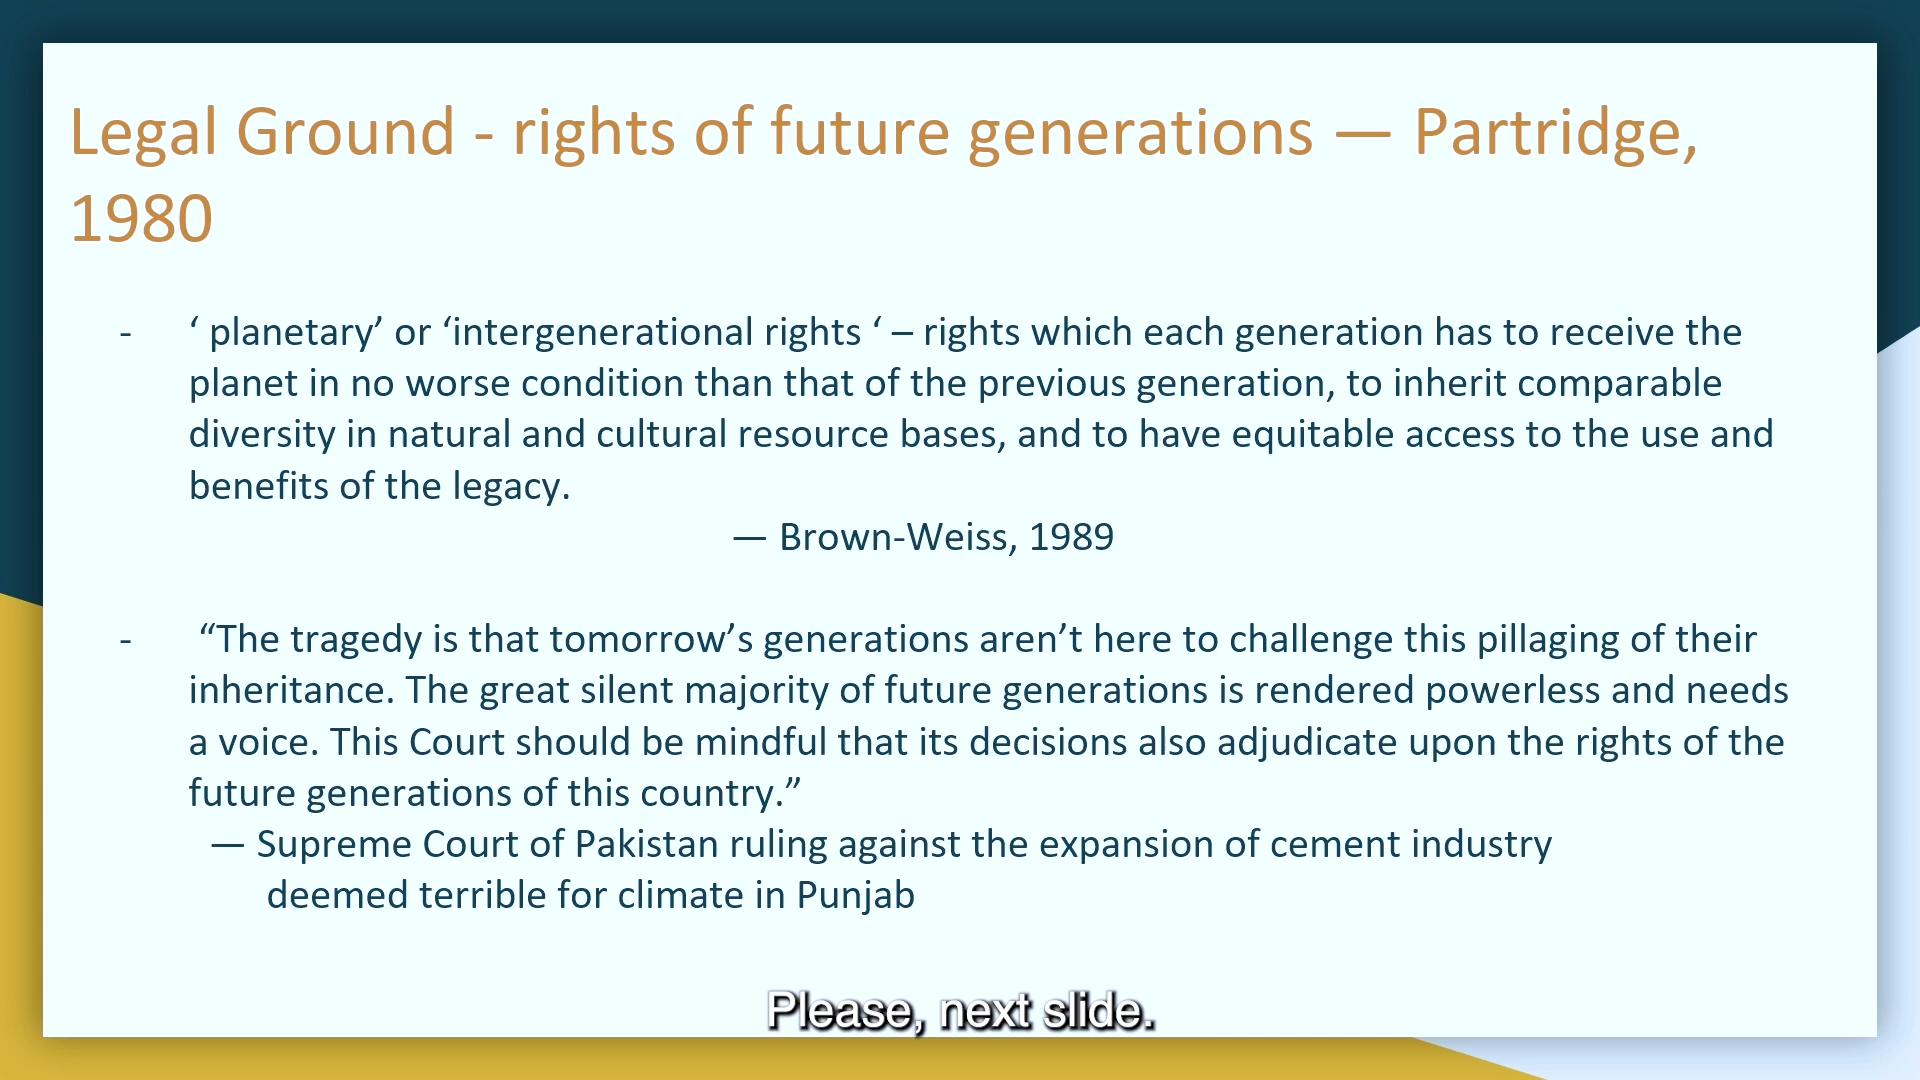 Legal Ground - rights of future generations — Partridge,
1980
- ‘ planetary’ or ‘intergenerational rights ‘ – rights which each generation has to receive the
planet in no worse condition than that of the previous generation, to inherit comparable
diversity in natural and cultural resource bases, and to have equitable access to the use and
benefits of the legacy.
— Brown-Weiss, 1989
- “The tragedy is that tomorrow’s generations aren’t here to challenge this pillaging of their
inheritance. The great silent majority of future generations is rendered powerless and needs
a voice. This Court should be mindful that its decisions also adjudicate upon the rights of the
future generations of this country.”
— Supreme Court of Pakistan ruling against the expansion of cement industry
deemed terrible for climate in Punjab
Please, next slide.